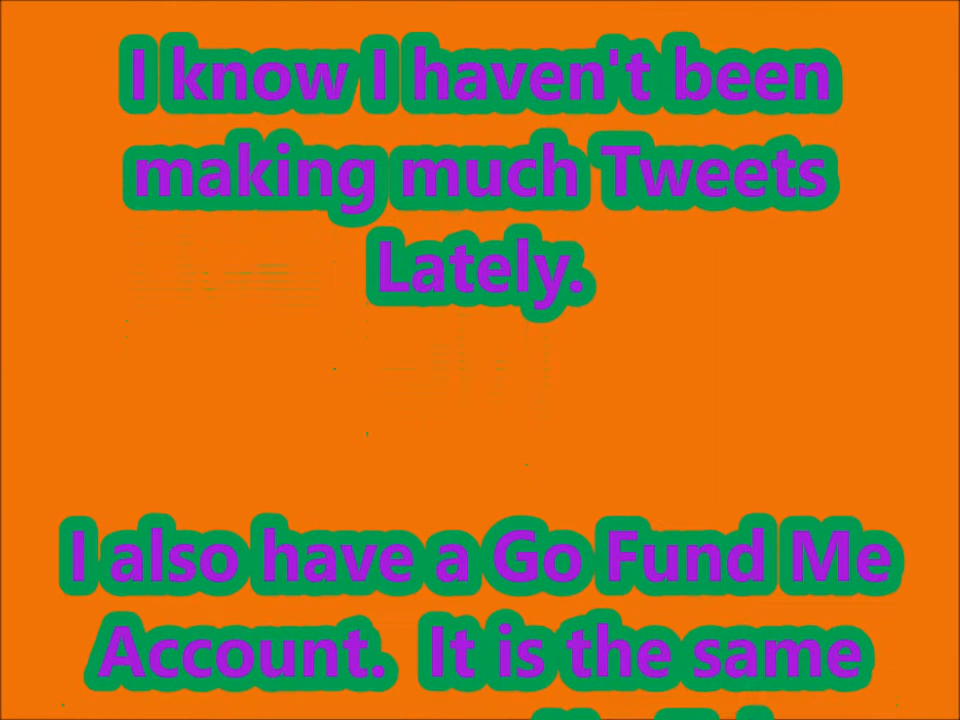 I know I haven't been
making much Tweets
Lately.
I also have a Go Fund Me
Account.  It is the same